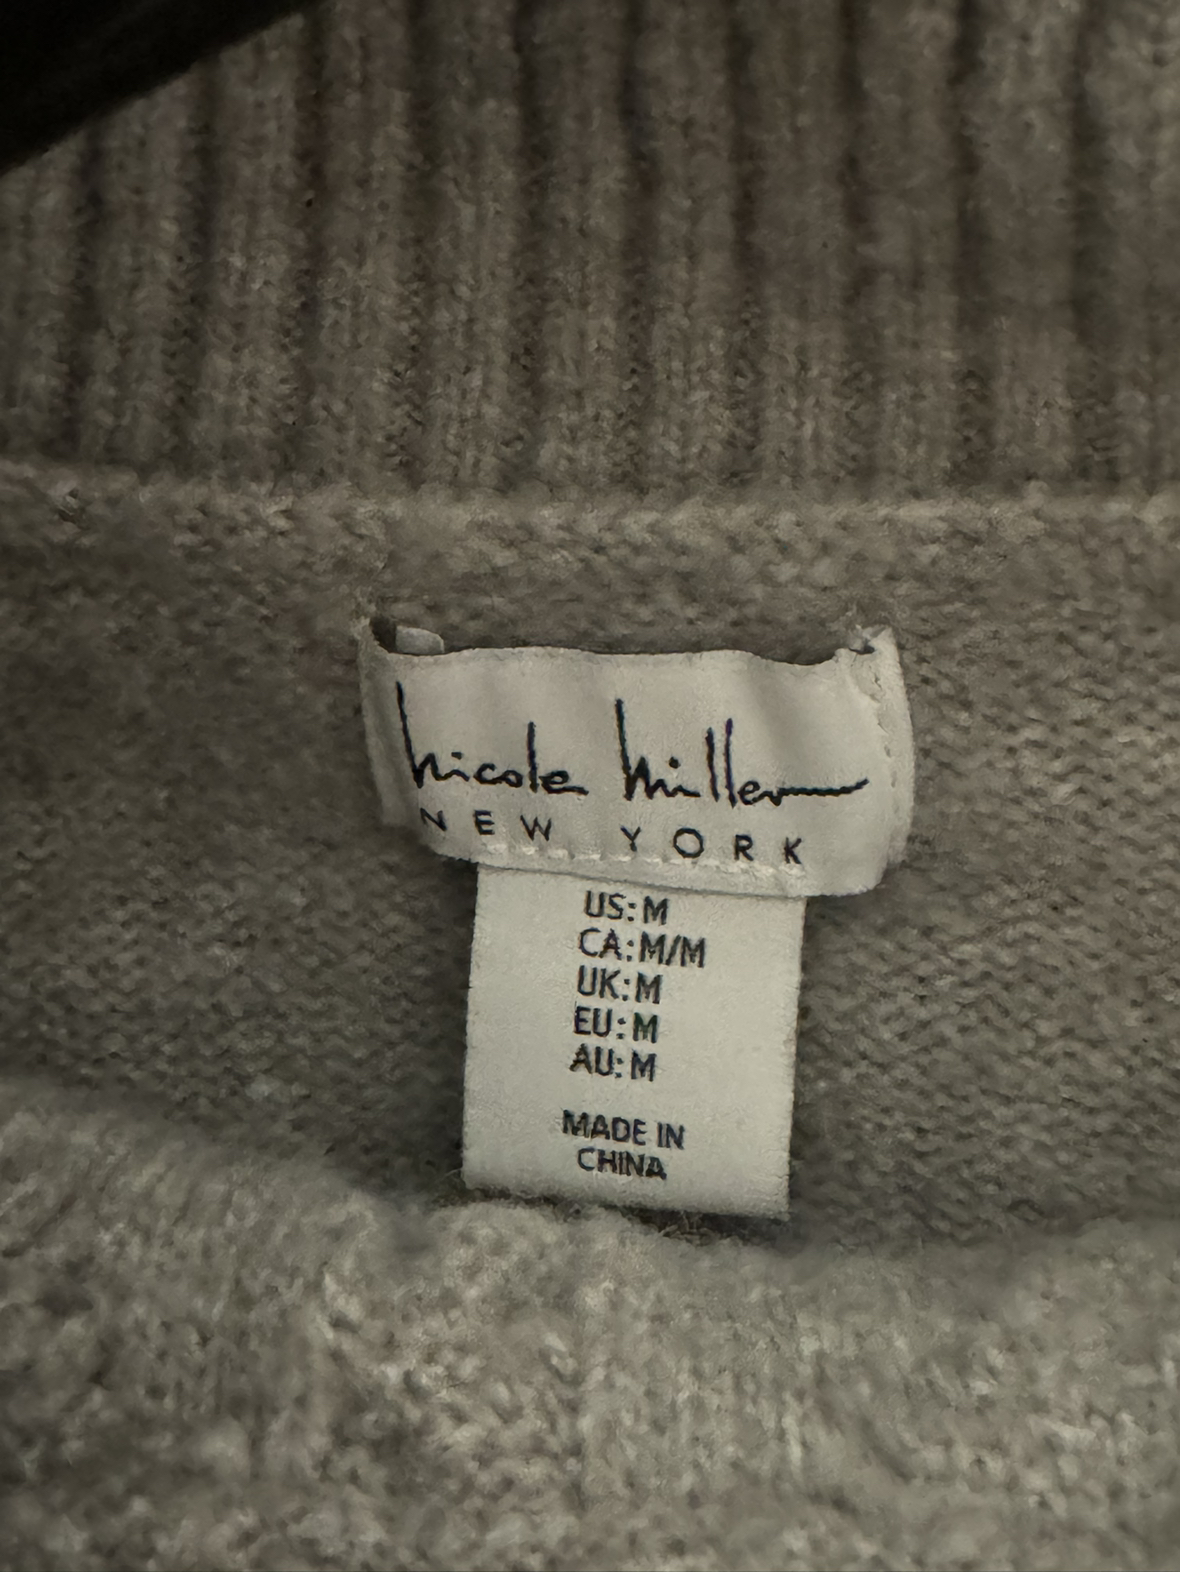 nicole miller
NEW YORK
US: M
CA: M/M
UK: M
EU: M
AU: M
MADE IN
CHINA